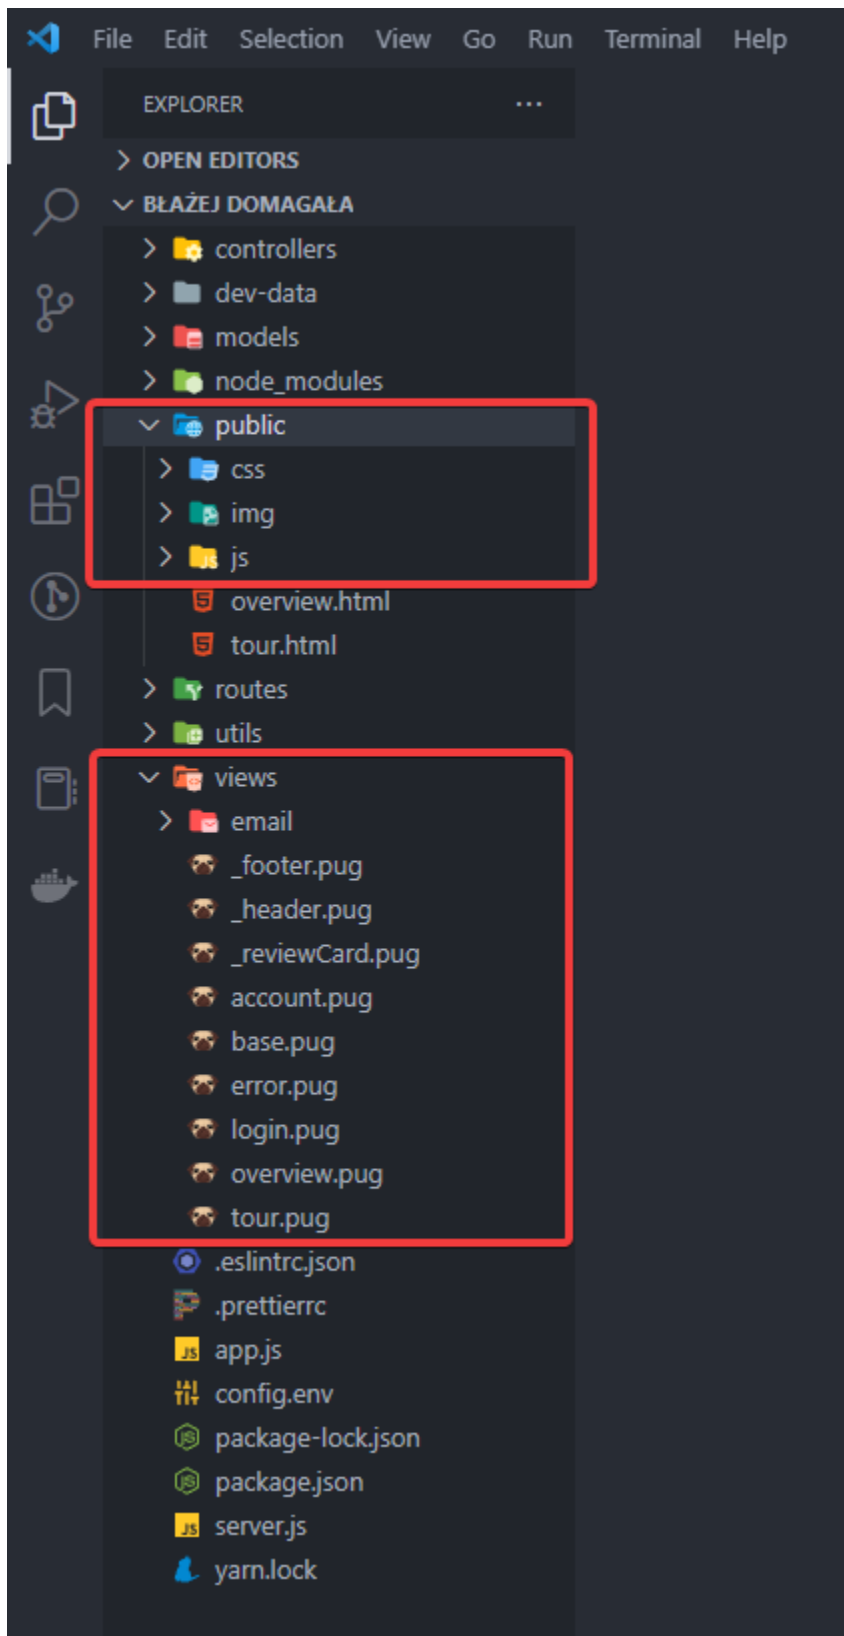 File Edit Selection View Go Run Terminal Help
EXPLORER ...
OPEN EDITORS
BŁAŻEJ DOMAGAŁA
controllers
dev-data
models
node_modules
public
css
img
js
overview.html
tour.html
routes
utils
views
email
_footer.pug
_header.pug
_reviewCard.pug
account.pug
base.pug
error.pug
login.pug
overview.pug
tour.pug
.eslintrc.json
.prettierrc
app.js
config.env
package-lock.json
package.json
server.js
yarn.lock